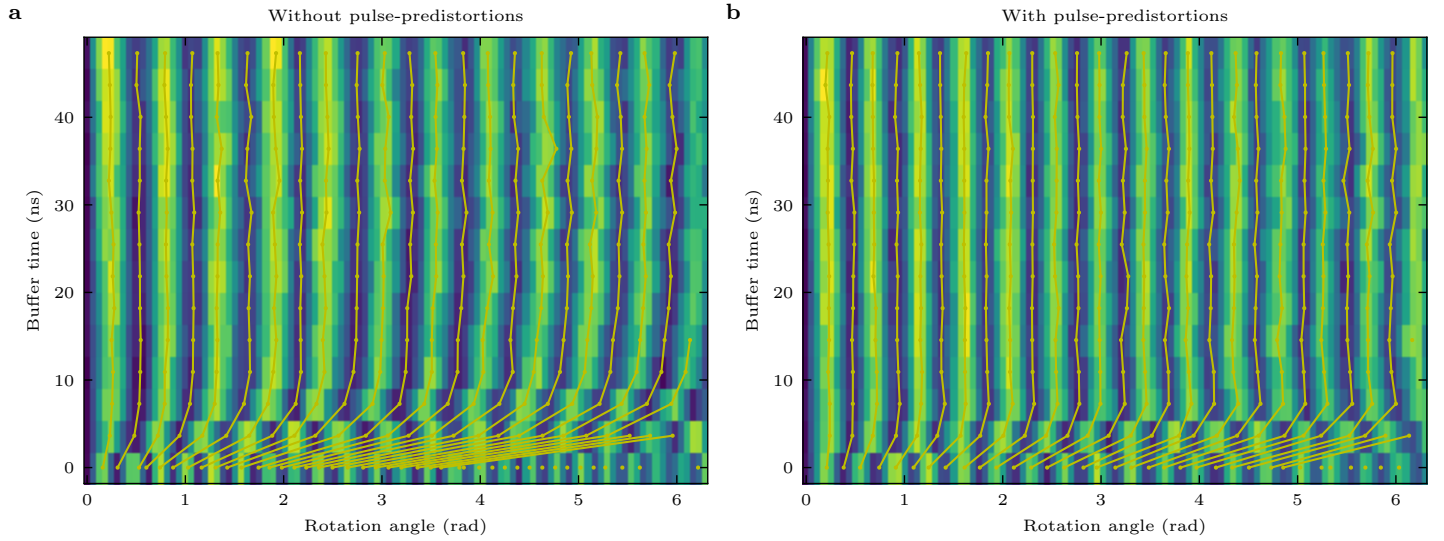 a
Without pulse-predistortions
Buffer time (ns)
40
30
20
10
0
0 1 2 3 4 5 6
Rotation angle (rad)
b
With pulse-predistortions
Buffer time (ns)
40
30
20
10
0
0 1 2 3 4 5 6
Rotation angle (rad)